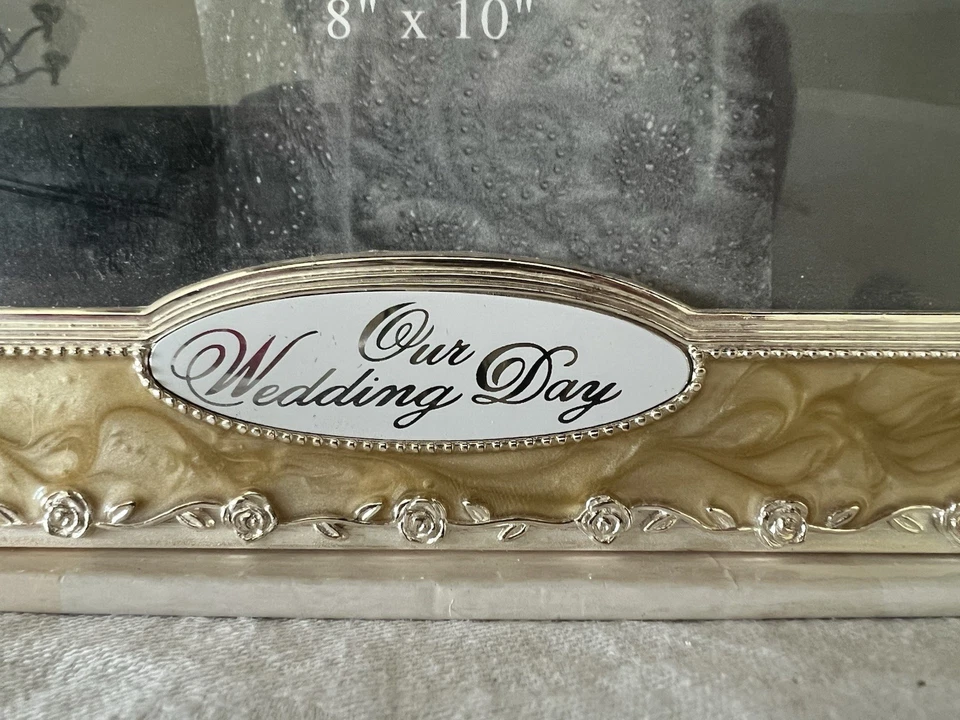 8" x 10"
Our
Wedding Day